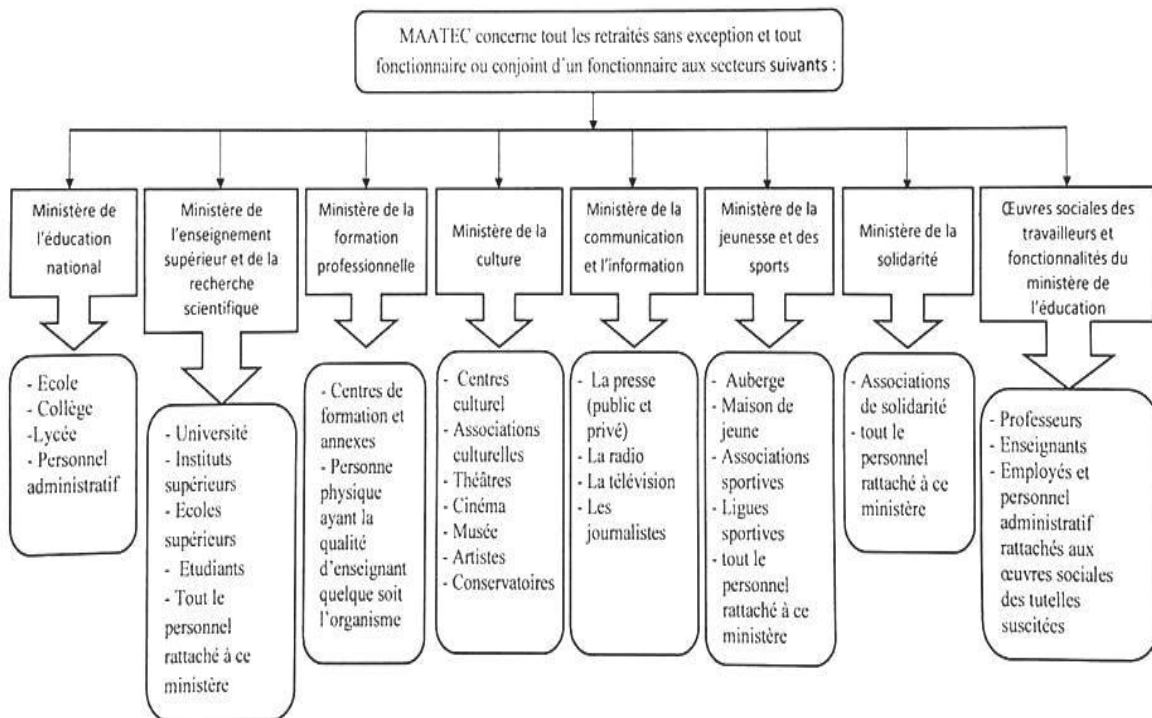 MAATEC concerne tout les retraités sans exception et tout
fonctionnaire ou conjoint d'un fonctionnaire aux secteurs suivants :
Ministère de
l'éducation
national
Ministère de
l'enseignement
supérieur et de la
recherche
scientifique
Ministère de la
formation
professionnelle
Ministère de la
culture
Ministère de la
communication
et l'information
Ministère de la
jeunesse et des
sports
Ministère de la
solidarité
Œuvres sociales des
travailleurs et
fonctionnalités du
ministère de
l'éducation
- Ecole
- Collège
-Lycée
- Personnel
administratif
- Université
- Instituts
supérieurs
- Ecoles
supérieurs
- Etudiants
- Tout le
personnel
rattaché à ce
ministère
- Centres de
formation et
annexes
- Personne
physique
ayant la
qualité
d'enseignant
quelque soit
l'organisme
- Centres
culturel
- Associations
culturelles
- Théâtres
- Cinéma
- Musée
- Artistes
- Conservatoires
- La presse
(public et
privé)
- La radio
- La télévision
- Les
journalistes
- Auberge
- Maison de
jeune
- Associations
sportives
- Ligues
sportives
- tout le
personnel
rattaché à ce
ministère
- Associations
de solidarité
- tout le
personnel
rattaché à ce
ministère
- Professeurs
- Enseignants
- Employés et
personnel
administratif
rattachés aux
œuvres sociales
des tutelles
suscitées